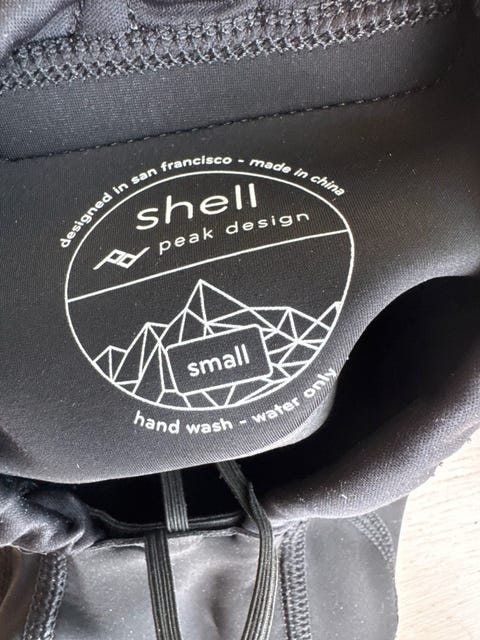 designed in san francisco - made in china
shell
peak design
small
hand wash - water only